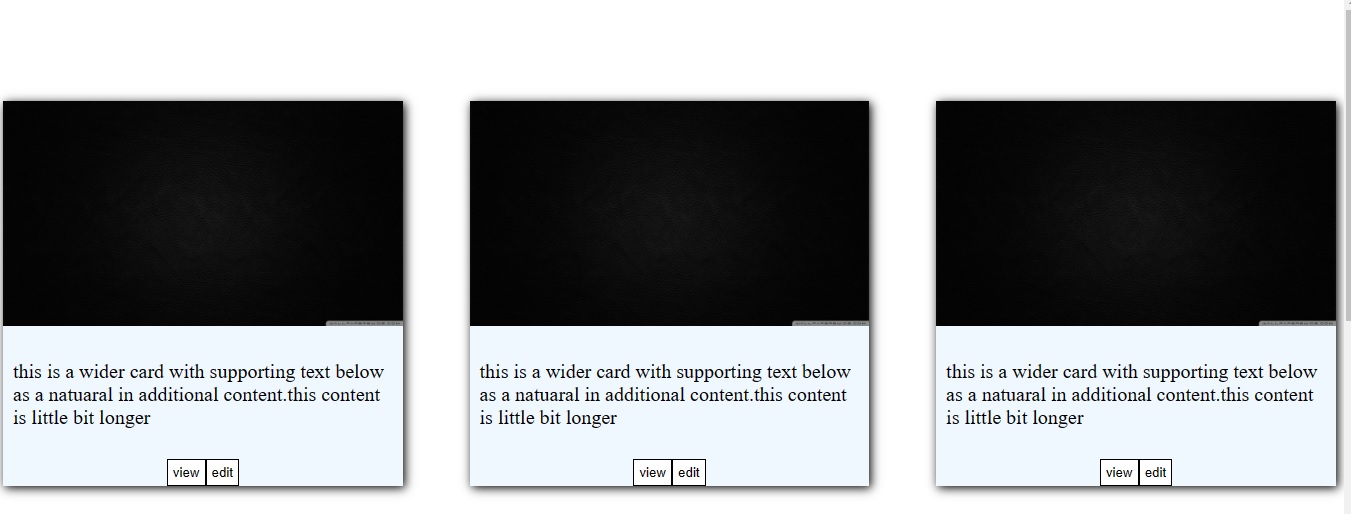 this is a wider card with supporting text below
as a natuaral in additional content.this content
is little bit longer
view edit
this is a wider card with supporting text below
as a natuaral in additional content.this content
is little bit longer
view edit
this is a wider card with supporting text below
as a natuaral in additional content.this content
is little bit longer
view edit